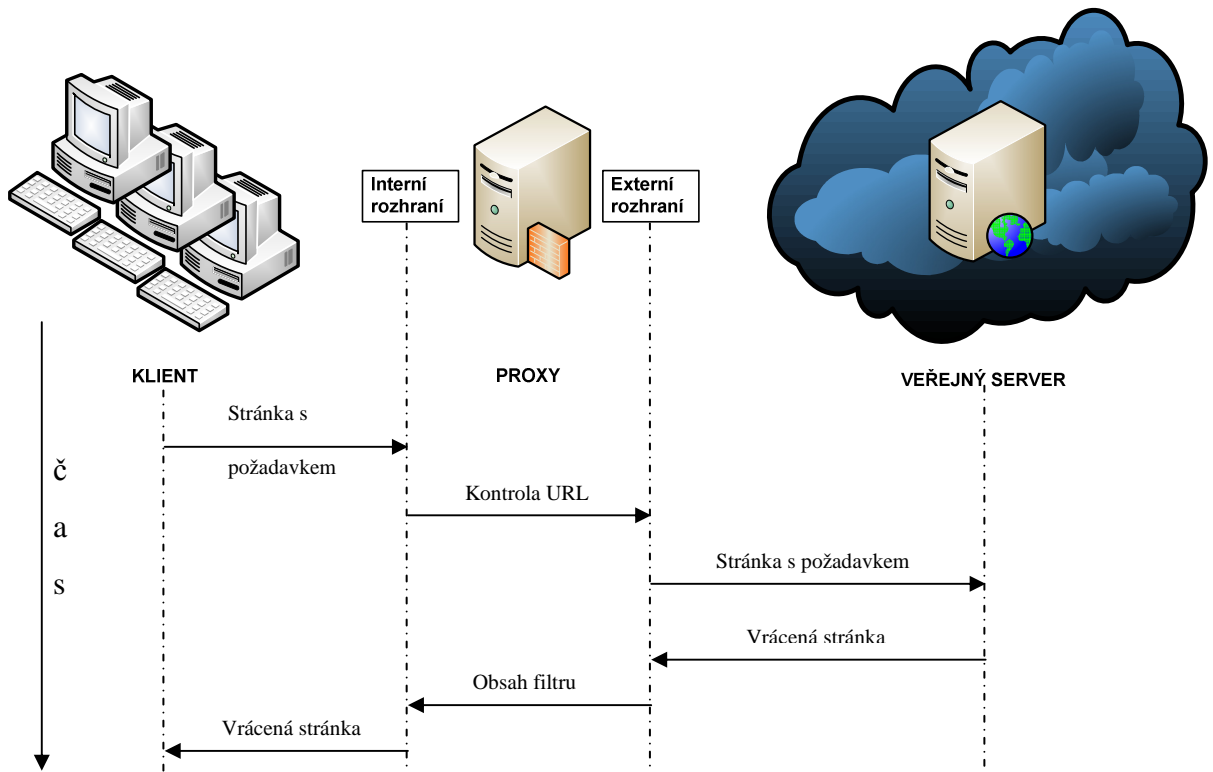 Interní
rozhraní
Externí
rozhraní
KLIENT
PROXY
VEŘEJNÝ SERVER
Stránka s
požadavkem
č
a
s
Kontrola URL
Stránka s požadavkem
Vrácená stránka
Obsah filtru
Vrácená stránka